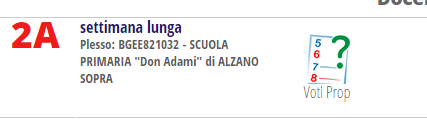 2A
settimana lunga
Plesso: BGEE821032 - SCUOLA
PRIMARIA "Don Adami" di ALZANO
SOPRA
5
6
7
8
?
Voti Prop